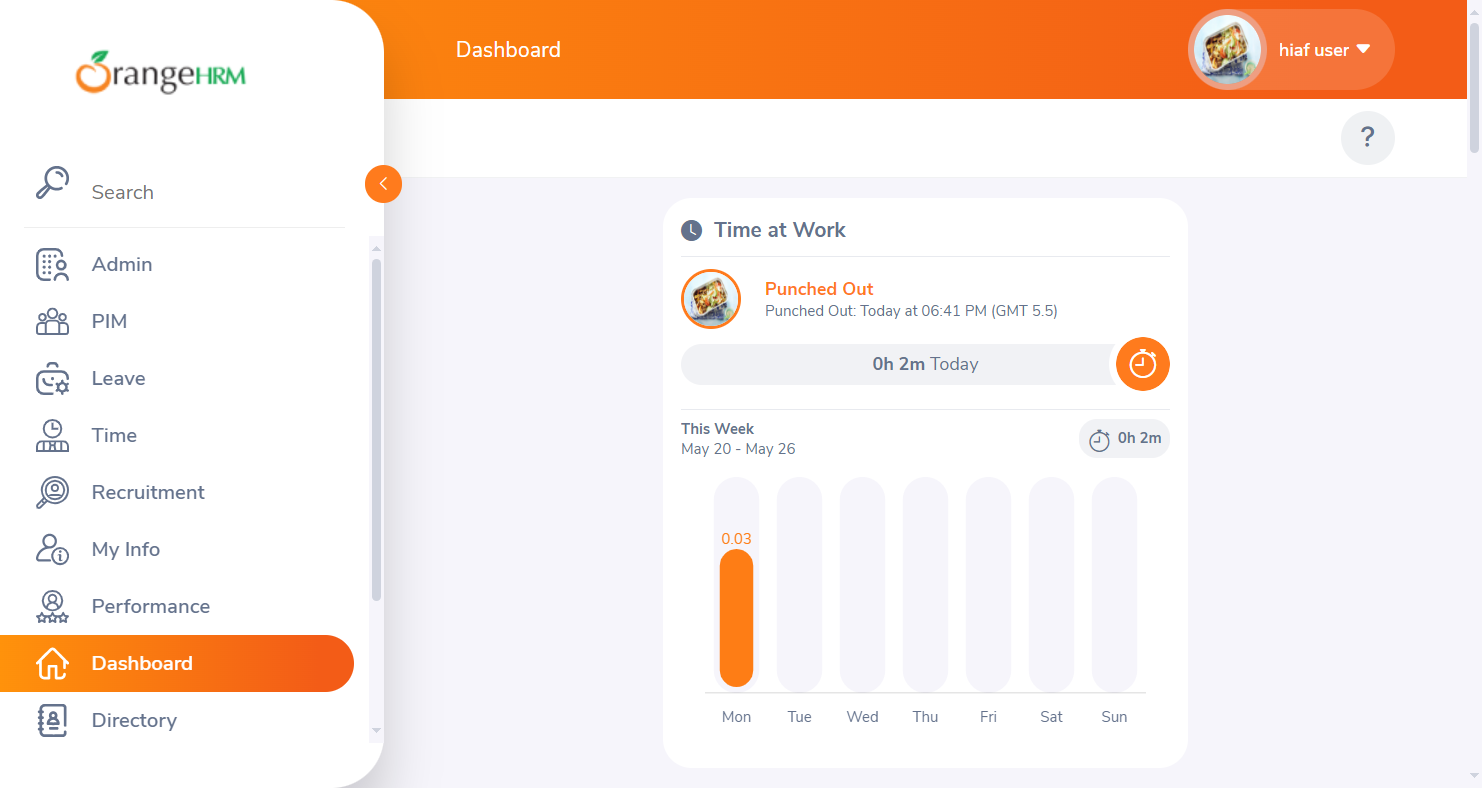 OrangeHRM
Dashboard
hiaf user
?
Search
Admin
PIM
Leave
Time
Recruitment
My Info
Performance
Dashboard
Directory
Time at Work
Punched Out
Punched Out: Today at 06:41 PM (GMT 5.5)
0h 2m Today
This Week
May 20 - May 26
0h 2m
0.03
Mon Tue Wed Thu Fri Sat Sun